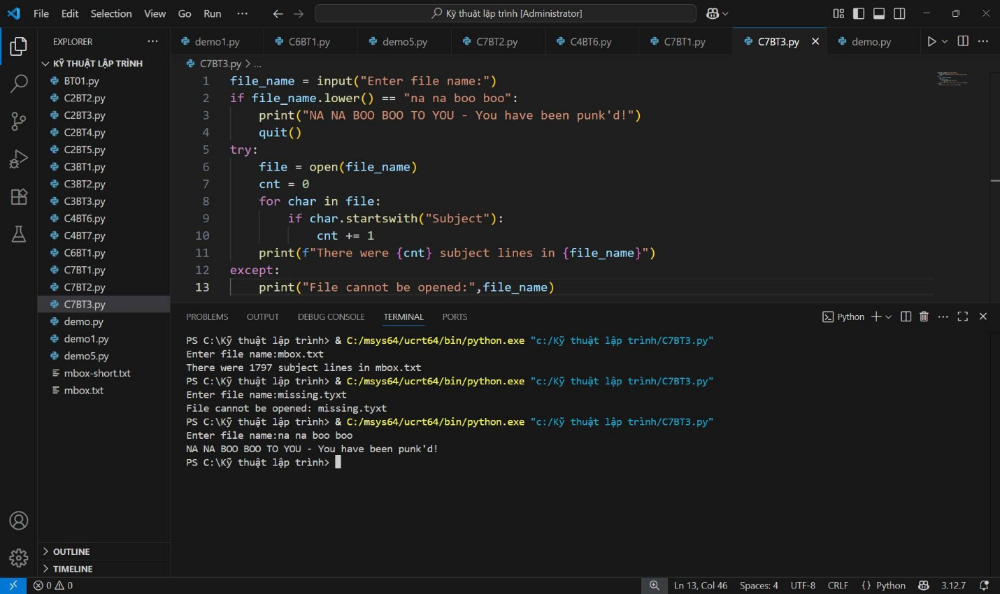 File Edit Selection View Go Run ··· Kỹ thuật lập trình [Administrator]
EXPLORER ···
KỸ THUẬT LẬP TRÌNH
BT01.py
C2BT2.py
C2BT3.py
C2BT4.py
C2BT5.py
C3BT1.py
C3BT2.py
C3BT3.py
C4BT6.py
C4BT7.py
C6BT1.py
C7BT1.py
C7BT2.py
C7BT3.py
demo.py
demo1.py
demo5.py
mbox-short.txt
mbox.txt
OUTLINE
TIMELINE
demo1.py C6BT1.py demo5.py C7BT2.py C4BT6.py C7BT1.py C7BT3.py demo.py
C7BT3.py > ...
1 file_name = input("Enter file name:")
2 if file_name.lower() == "na na boo boo":
3 print("NA NA BOO BOO TO YOU - You have been punk'd!")
4 quit()
5 try:
6 file = open(file_name)
7 cnt = 0
8 for char in file:
9 if char.startswith("Subject"):
10 cnt += 1
11 print(f"There were {cnt} subject lines in {file_name}")
12 except:
13 print("File cannot be opened:",file_name)
PROBLEMS OUTPUT DEBUG CONSOLE TERMINAL PORTS Python
PS C:\Kỹ thuật lập trình> & C:/msys64/ucrt64/bin/python.exe "c:/Kỹ thuật lập trình/C7BT3.py"
Enter file name:mbox.txt
There were 1797 subject lines in mbox.txt
PS C:\Kỹ thuật lập trình> & C:/msys64/ucrt64/bin/python.exe "c:/Kỹ thuật lập trình/C7BT3.py"
Enter file name:missing.tyxt
File cannot be opened: missing.tyxt
PS C:\Kỹ thuật lập trình> & C:/msys64/ucrt64/bin/python.exe "c:/Kỹ thuật lập trình/C7BT3.py"
Enter file name:na na boo boo
NA NA BOO BOO TO YOU - You have been punk'd!
PS C:\Kỹ thuật lập trình>
0 0 Ln 13, Col 46 Spaces: 4 UTF-8 CRLF {} Python 3.12.7